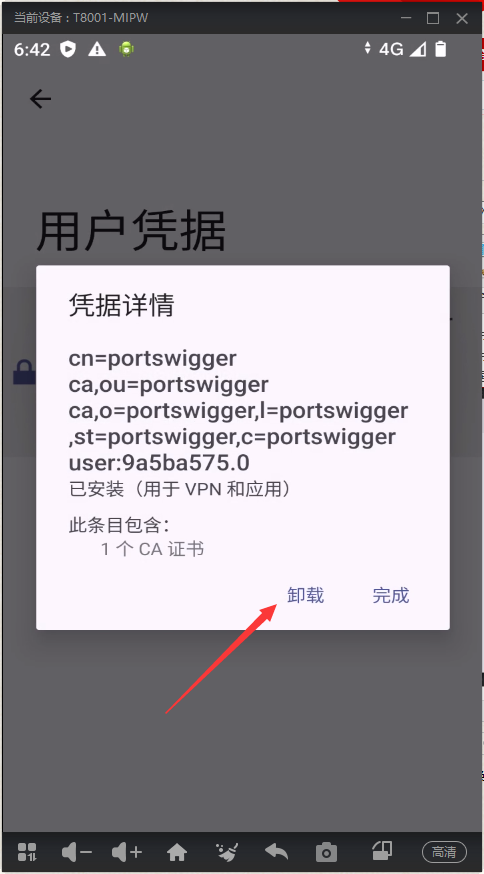 当前设备：T8001-MIPW
6:42
4G
用户凭据
凭据详情
cn=portswigger
ca,ou=portswigger
ca,o=portswigger,l=portswigger
,st=portswigger,c=portswigger
user:9a5ba575.0
已安装（用于 VPN 和应用）
此条目包含：
1 个 CA 证书
卸载
完成
高清